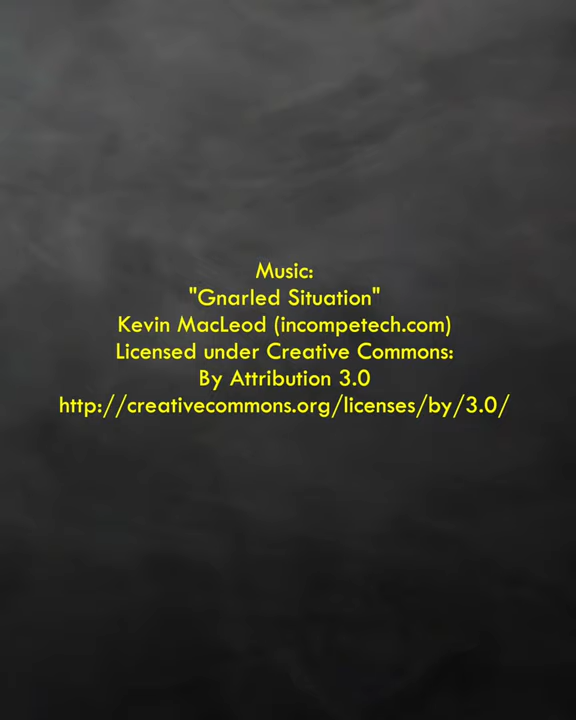 Music:
"Gnarled Situation"
Kevin MacLeod (incompetech.com)
Licensed under Creative Commons:
By Attribution 3.0
http://creativecommons.org/licenses/by/3.0/